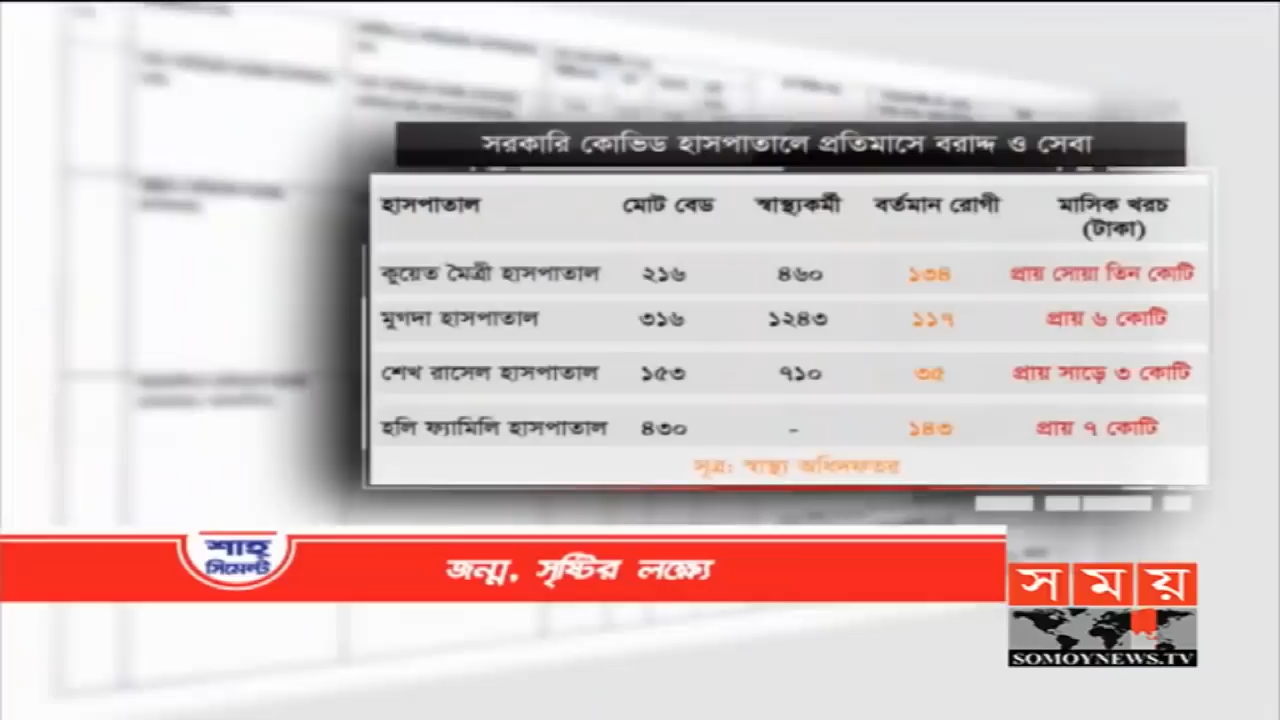 সরকারি কোভিড হাসপাতালে প্রতিমাসে বরাদ্দ ও সেবা
হাসপাতাল মোট বেড স্বাস্থ্যকর্মী বর্তমান রোগী মাসিক খরচ
(টাকা)
কুয়েত মৈত্রী হাসপাতাল ২১৬ ৪৬০ ১৩৪ প্রায় সোয়া তিন কোটি
মুগদা হাসপাতাল ৩১৬ ১২৪৩ ১১৭ প্রায় ৬ কোটি
শেখ রাসেল হাসপাতাল ১৫৩ ৭১০ ৩৫ প্রায় সাড়ে ৩ কোটি
হলি ফ্যামিলি হাসপাতাল ৪৩০ - ১৪৩ প্রায় ৭ কোটি
সূত্র: স্বাস্থ্য অধিদফতর
শাহ্
সিমেন্ট
জন্ম, সৃষ্টির লক্ষ্যে
সময়
SOMOYNEWS.TV